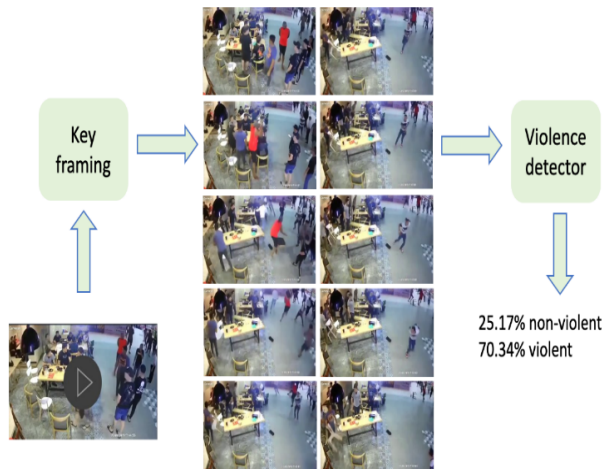 Key
framing
Violence
detector
25.17% non-violent
70.34% violent